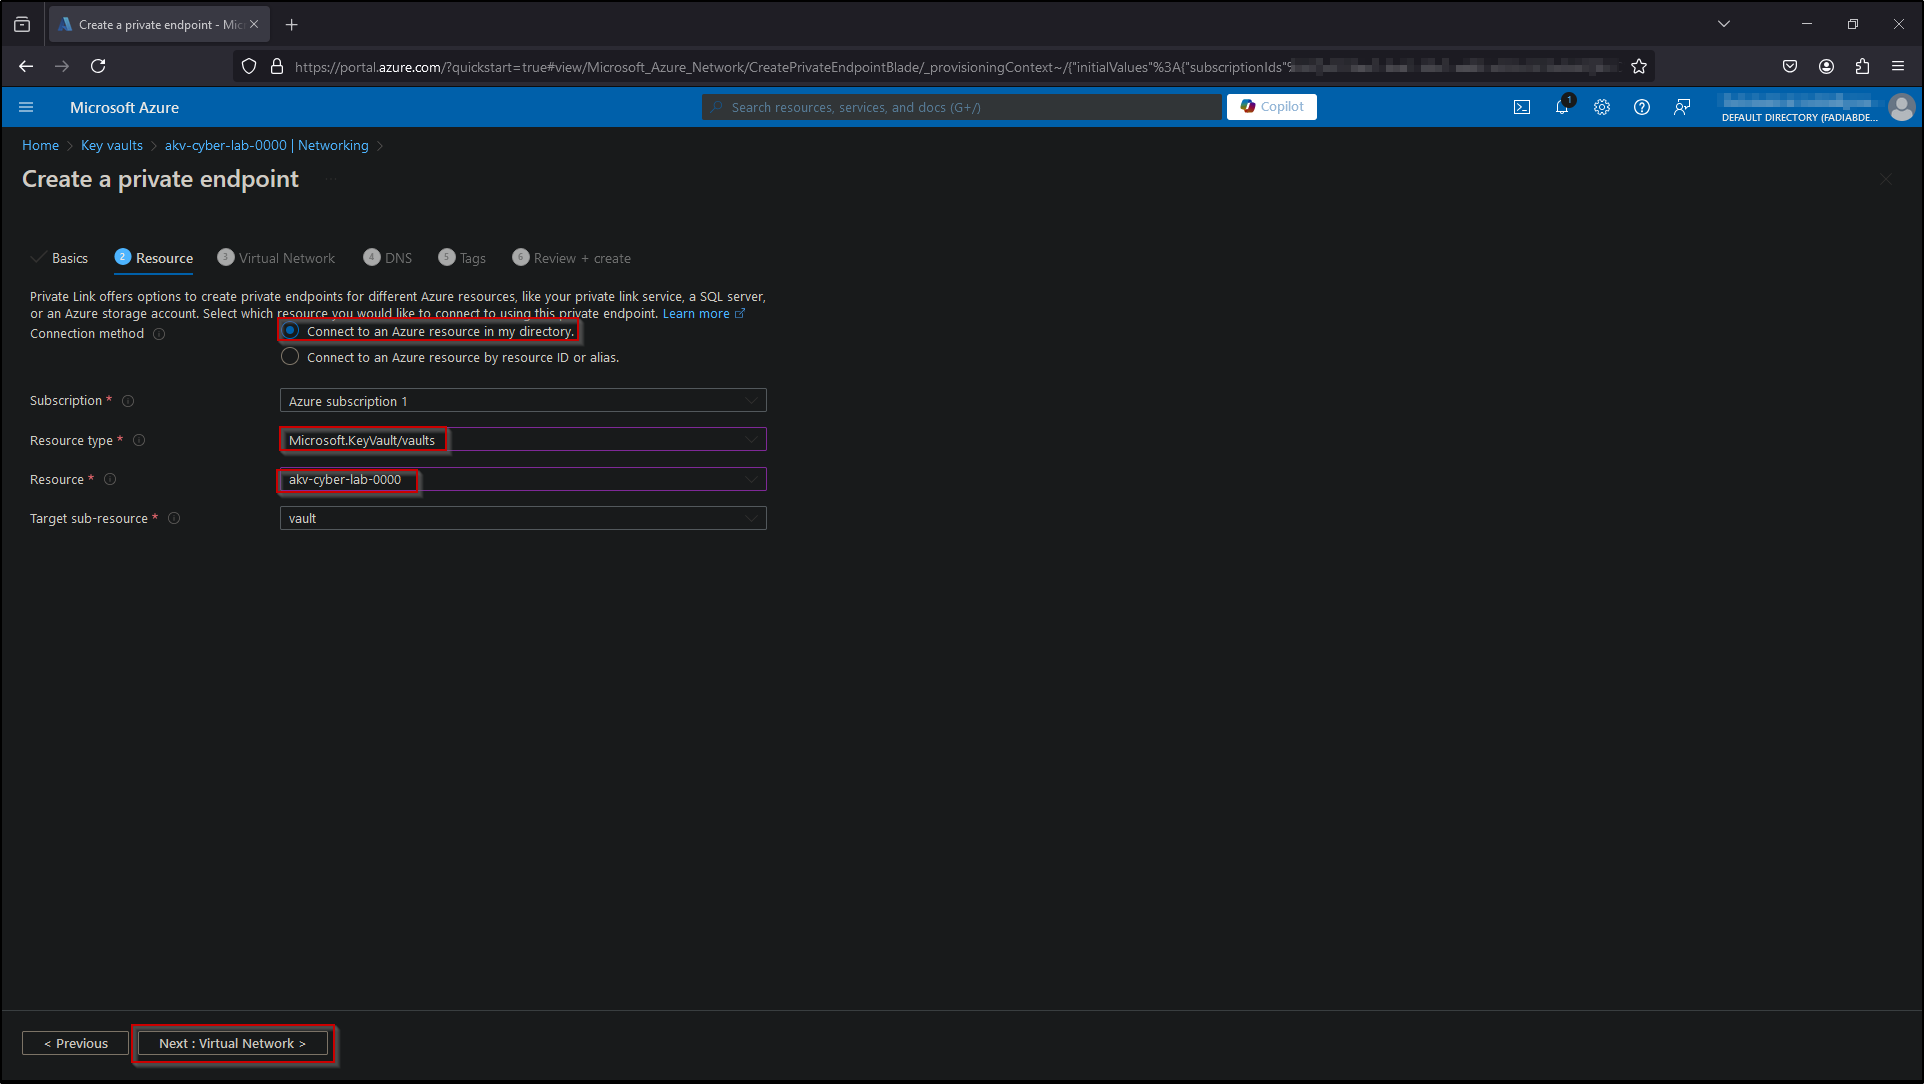 Create a private endpoint - Mic
https://portal.azure.com/?quickstart=true#view/Microsoft_Azure_Network/CreatePrivateEndpointBlade/_provisioningContext~/{"initialValues"%3A{"subscriptionIds"%
Microsoft Azure
Search resources, services, and docs (G+/)
Copilot
1
DEFAULT DIRECTORY (FADIABDE...
Home > Key vaults > akv-cyber-lab-0000 | Networking >
Create a private endpoint ...
Basics
2 Resource
3 Virtual Network
4 DNS
5 Tags
6 Review + create
Private Link offers options to create private endpoints for different Azure resources, like your private link service, a SQL server,
or an Azure storage account. Select which resource you would like to connect to using this private endpoint. Learn more
Connection method
Connect to an Azure resource in my directory.
Connect to an Azure resource by resource ID or alias.
Subscription *
Azure subscription 1
Resource type *
Microsoft.KeyVault/vaults
Resource *
akv-cyber-lab-0000
Target sub-resource *
vault
< Previous
Next : Virtual Network >